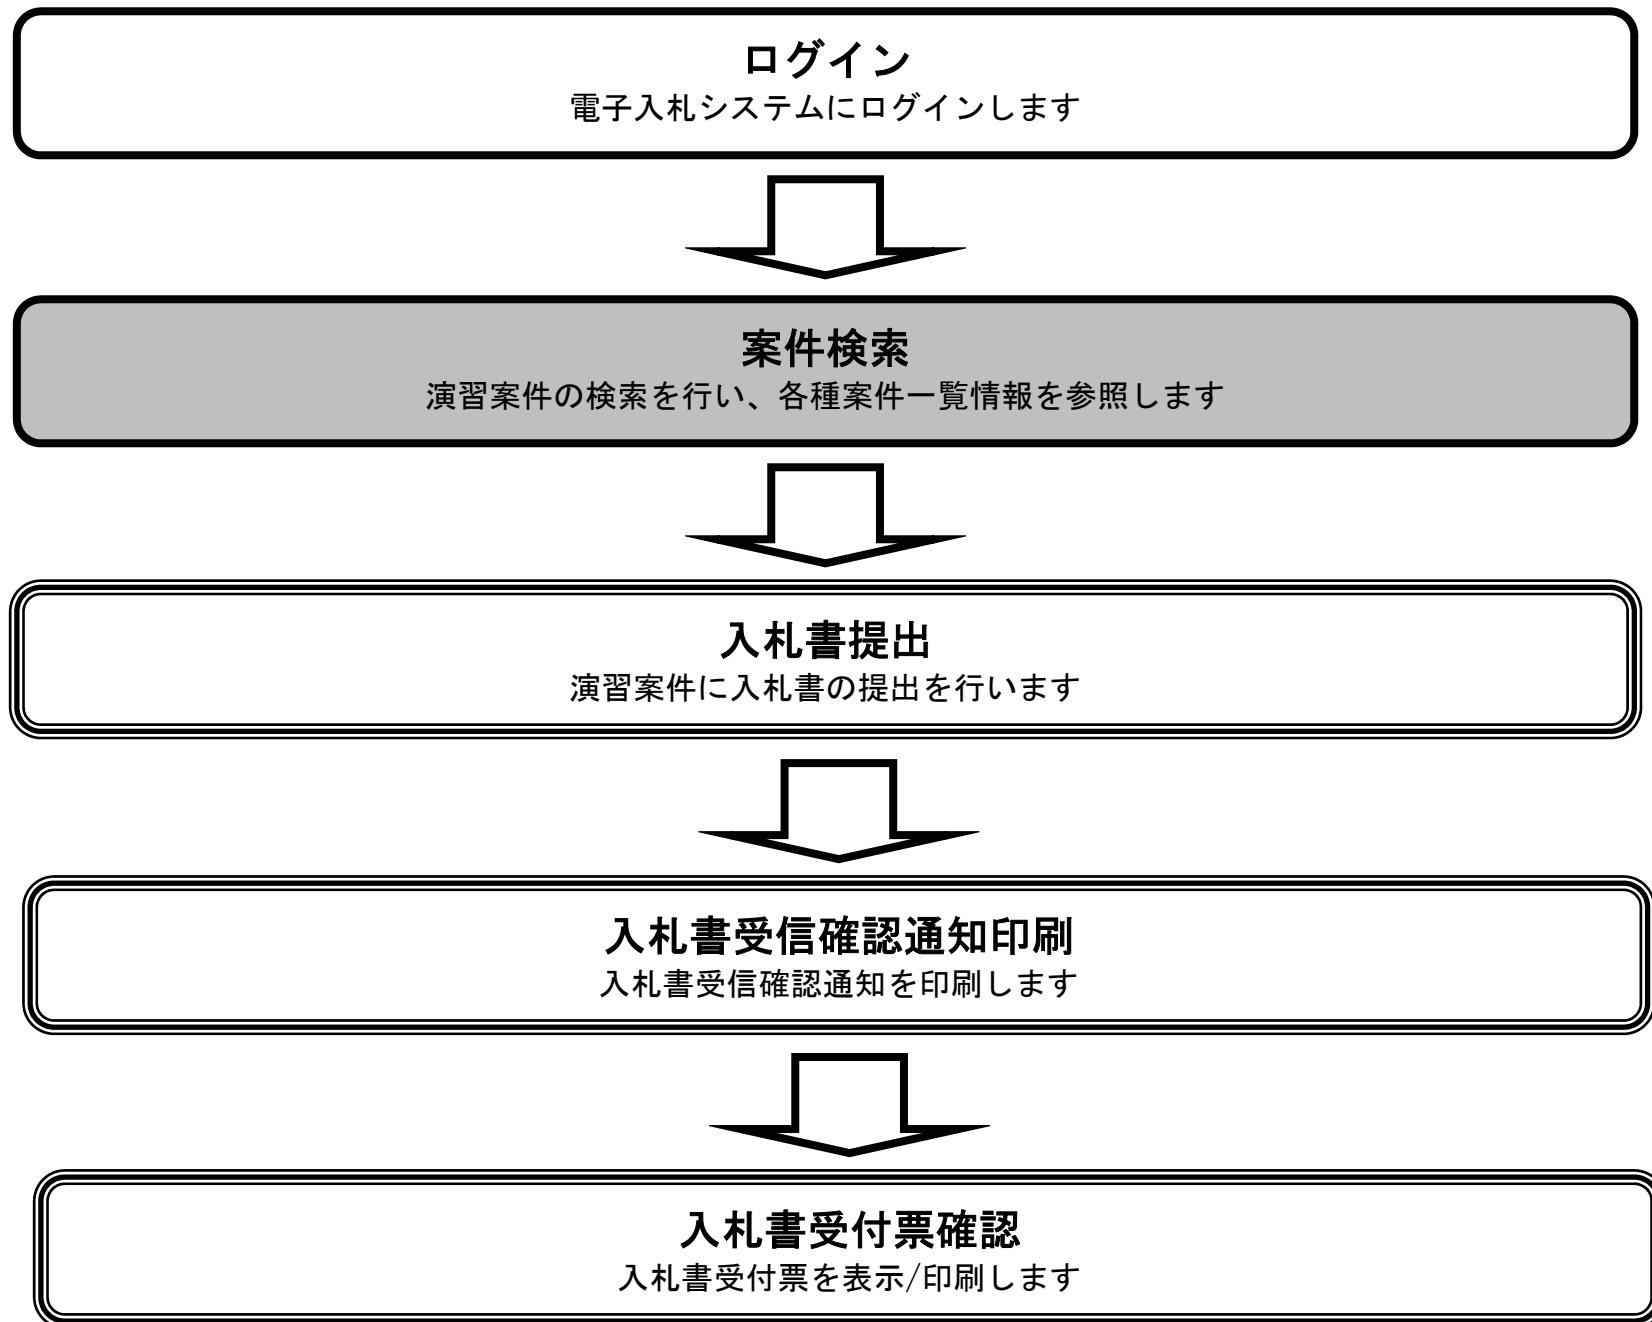 ログイン
電子入札システムにログインします
案件検索
演習案件の検索を行い、各種案件一覧情報を参照します
入札書提出
演習案件に入札書の提出を行います
入札書受信確認通知印刷
入札書受信確認通知を印刷します
入札書受付票確認
入札書受付票を表示/印刷します